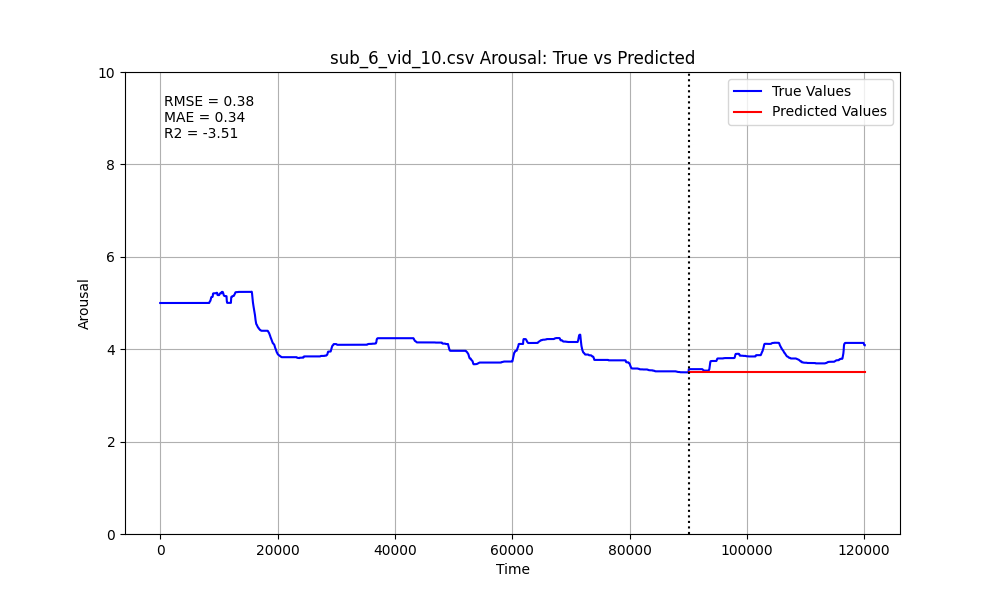 sub_6_vid_10.csv Arousal: True vs Predicted
RMSE = 0.38
MAE = 0.34
R2 = -3.51
True Values
Predicted Values
10
8
6
4
2
0
Arousal
0
20000
40000
60000
80000
100000
120000
Time